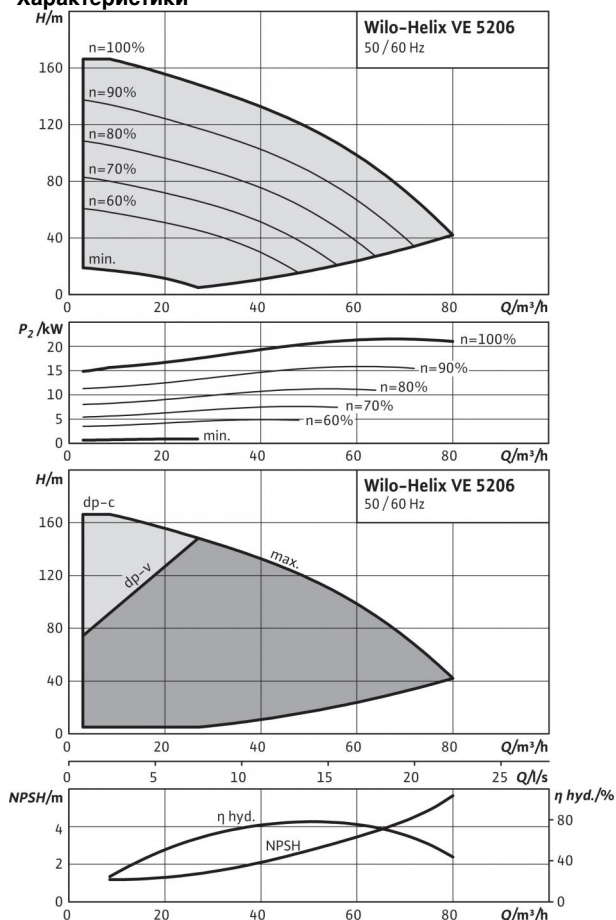 Характеристики
H/m
Wilo-Helix VE 5206
50 / 60 Hz
n=100%
160
n=90%
120
n=80%
n=70%
80
n=60%
40
min.
0
0 20 40 60 80 Q/m³/h
P₂ /kW
20
n=100%
15
n=90%
10
n=80%
n=70%
5
n=60%
min.
0
0 20 40 60 80 Q/m³/h
H/m
Wilo-Helix VE 5206
50 / 60 Hz
dp-c
160
max.
dp-v
120
80
40
0
0 20 40 60 80 Q/m³/h
0 5 10 15 20 25 Q/l/s
NPSH/m
η hyd./%
η hyd.
80
4
NPSH
2
40
0
0
0 20 40 60 80 Q/m³/h